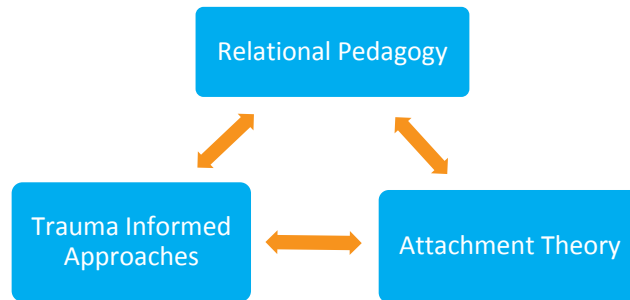 Relational Pedagogy
Trauma Informed
Approaches
Attachment Theory